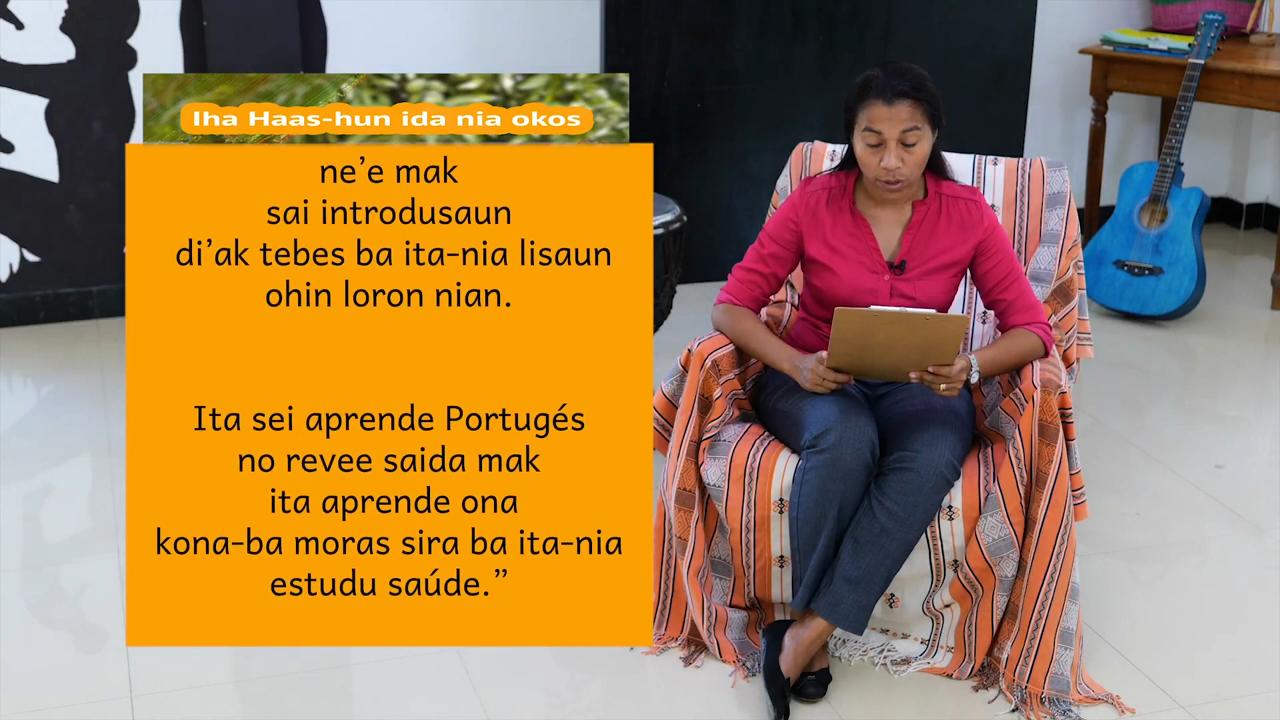 Iha Haas-hun ida nia okos
ne’e mak
sai introdusaun
di’ak tebes ba ita-nia lisaun
ohin loron nian.
Ita sei aprende Portugés
no revee saida mak
ita aprende ona
kona-ba moras sira ba ita-nia
estudu saúde.”